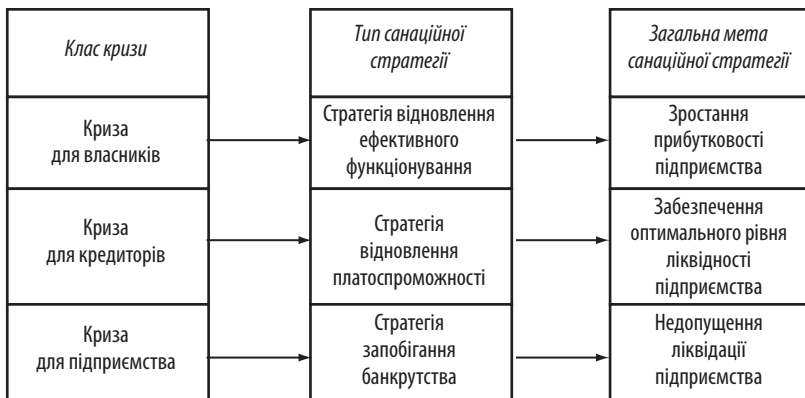 Клас кризи
Тип санаційної
стратегії
Загальна мета
санаційної стратегії
Криза
для власників
Стратегія відновлення
ефективного
функціонування
Зростання
прибутковості
підприємства
Криза
для кредиторів
Стратегія
відновлення
платоспроможності
Забезпечення
оптимального рівня
ліквідності
підприємства
Криза
для підприємства
Стратегія
запобігання
банкрутства
Недопущення
ліквідації
підприємства